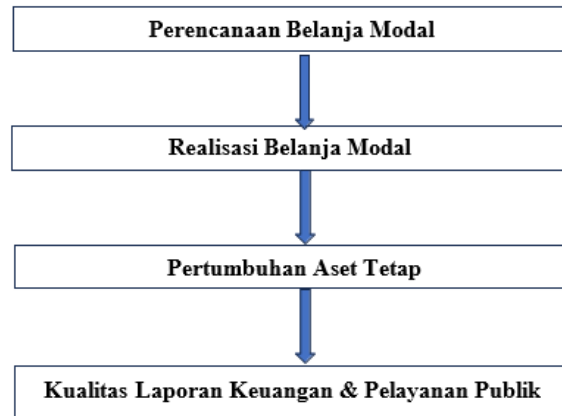 Perencanaan Belanja Modal
Realisasi Belanja Modal
Pertumbuhan Aset Tetap
Kualitas Laporan Keuangan & Pelayanan Publik